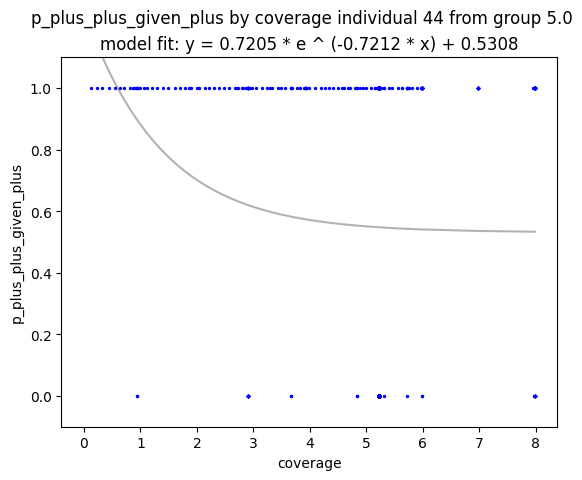 p_plus_plus_given_plus by coverage individual 44 from group 5.0
model fit: y = 0.7205 * e ^ (-0.7212 * x) + 0.5308
p_plus_plus_given_plus
1.0
0.8
0.6
0.4
0.2
0.0
0 1 2 3 4 5 6 7 8
coverage